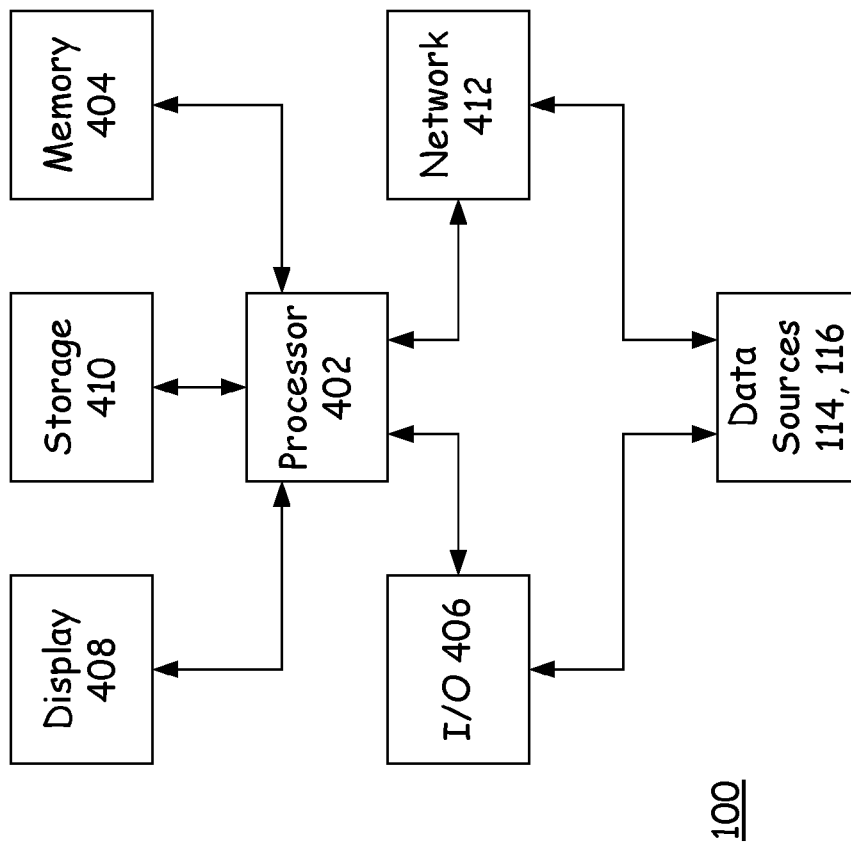 Display
408
Storage
410
Memory
404
Processor
402
I/O 406
Network
412
Data
Sources
114, 116
100